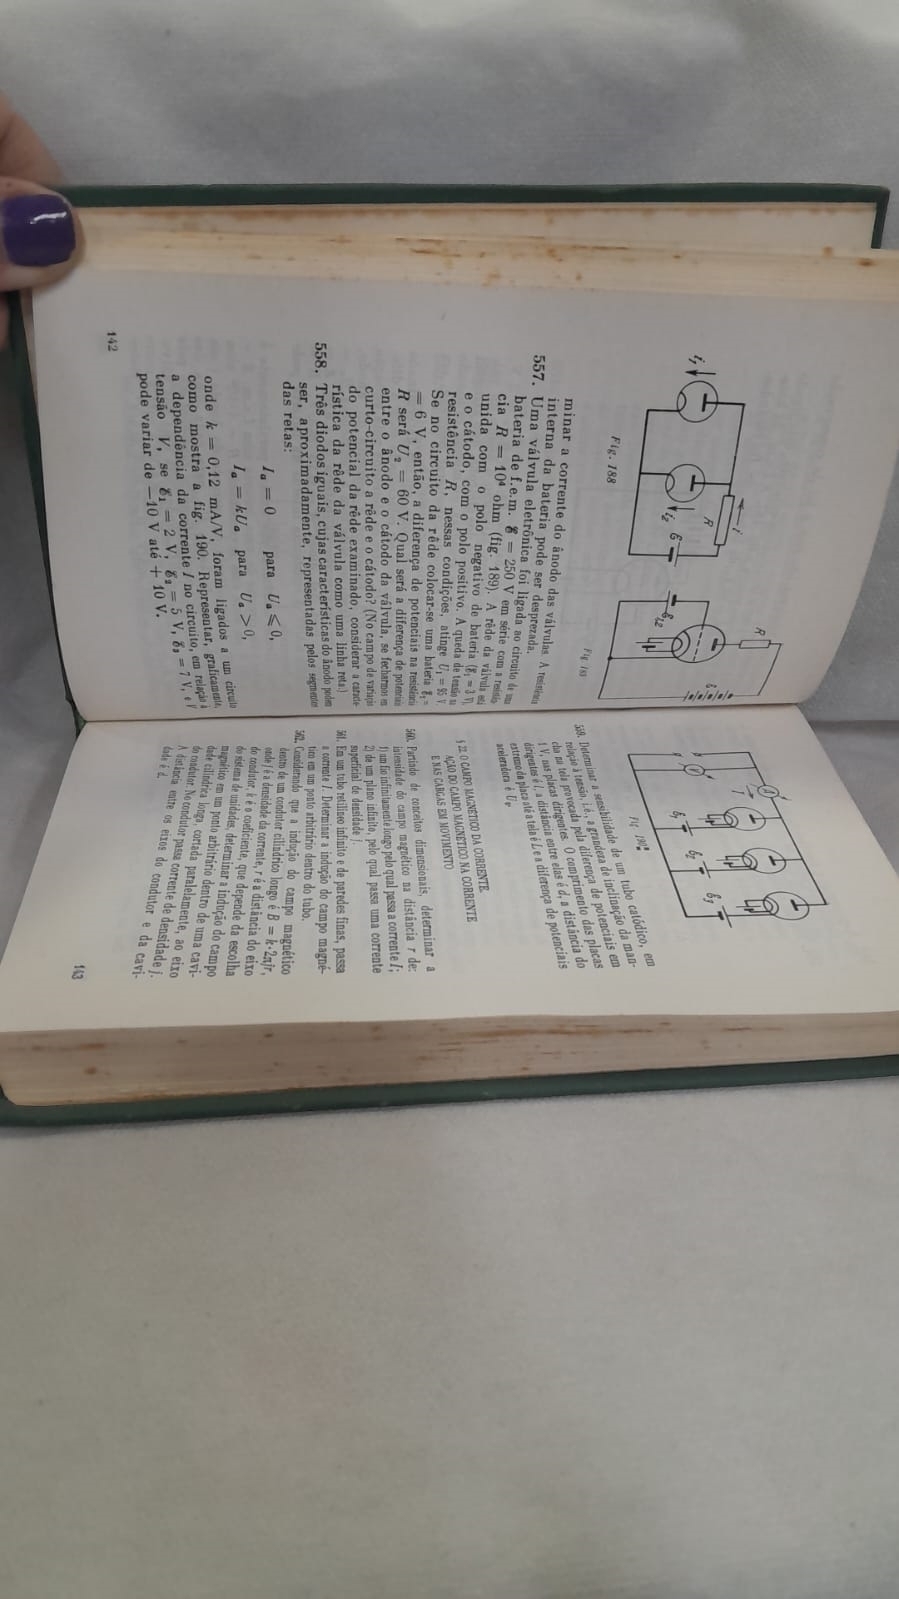 Fig. 188
minar a corrente do ânodo das válvulas. A resistência
interna da bateria pode ser desprezada.
557. Uma válvula eletrônica foi ligada ao circuito de uma
bateria de f.e.m. ℰ = 250 V em série com a resistên-
cia R = 10⁴ ohm (fig. 189). A rêde da válvula está
unida com o polo negativo de bateria (ℰ₁ = 3 V),
e o cátodo, com o polo positivo. A queda de tensão na
resistência R, nessas condições, atinge U₁ = 95 V.
Se no circuito da rêde colocar-se uma bateria ℰ₂ =
= 6 V, então, a diferença de potenciais na resistência
R será U₂ = 60 V. Qual será a diferença de potenciais
entre o ânodo e o cátodo da válvula, se fecharmos em
curto-circuito a rêde e o cátodo? (No campo de variação
do potencial da rêde examinado, considerar a caracte-
rística da rêde da válvula como uma linha reta.)
558. Três diodos iguais, cujas características do ânodo podem
ser, aproximadamente, representadas pelos segmentos
das retas:
Iₐ = 0 para Uₐ ⩽ 0,
Iₐ = kUₐ para Uₐ > 0,
onde k = 0,12 mA/V, foram ligados a um circuito
como mostra a fig. 190. Representar, graficamente,
a dependência da corrente I no circuito, em relação à
tensão V, se ℰ₁ = 2 V, ℰ₂ = 5 V, ℰ₃ = 7 V, e V
pode variar de —10 V até + 10 V.
142
559. Determinar a sensibilidade de um tubo catódico, em
relação à tensão, i.é., a grandeza de inclinação da man-
cha na tela provocada pela diferença de potenciais em
1 V, nas placas dirigentes. O comprimento das placas
dirigentes é l, a distância entre elas é d, a distância do
extremo da placa até a tela é L e a diferença de potenciais
aceleradora é U₀.
§ 22. O CAMPO MAGNÉTICO DA CORRENTE.
AÇÃO DO CAMPO MAGNÉTICO NA CORRENTE
E NAS CARGAS EM MOVIMENTO
560. Partindo de conceitos dimensionais, determinar a
intensidade do campo magnético na distância r de:
1) um fio infinitamente longo pelo qual passa a corrente I;
2) de um plano infinito, pelo qual passa uma corrente
superficial de densidade j.
561. Em um tubo retilíneo infinito e da paredes finas, passa
a corrente I. Determinar a indução do campo magné-
tico em um ponto arbitrário dentro do tubo.
562. Considerando que a indução do campo magnético
dentro de um condutor cilíndrico longo é B = k·2πjr,
onde j é a densidade da corrente, r é a distância do eixo
do condutor, k é o coeficiente, que depende da escolha
do sistema de unidades, determinar a indução do campo
magnético em um ponto arbitrário dentro de uma cavi-
dade cilíndrica longa, cortada paralelamente, ao eixo
do condutor. No condutor passa corrente de densidade j.
A distância entre os eixos do condutor e da cavi-
dade é d.
143